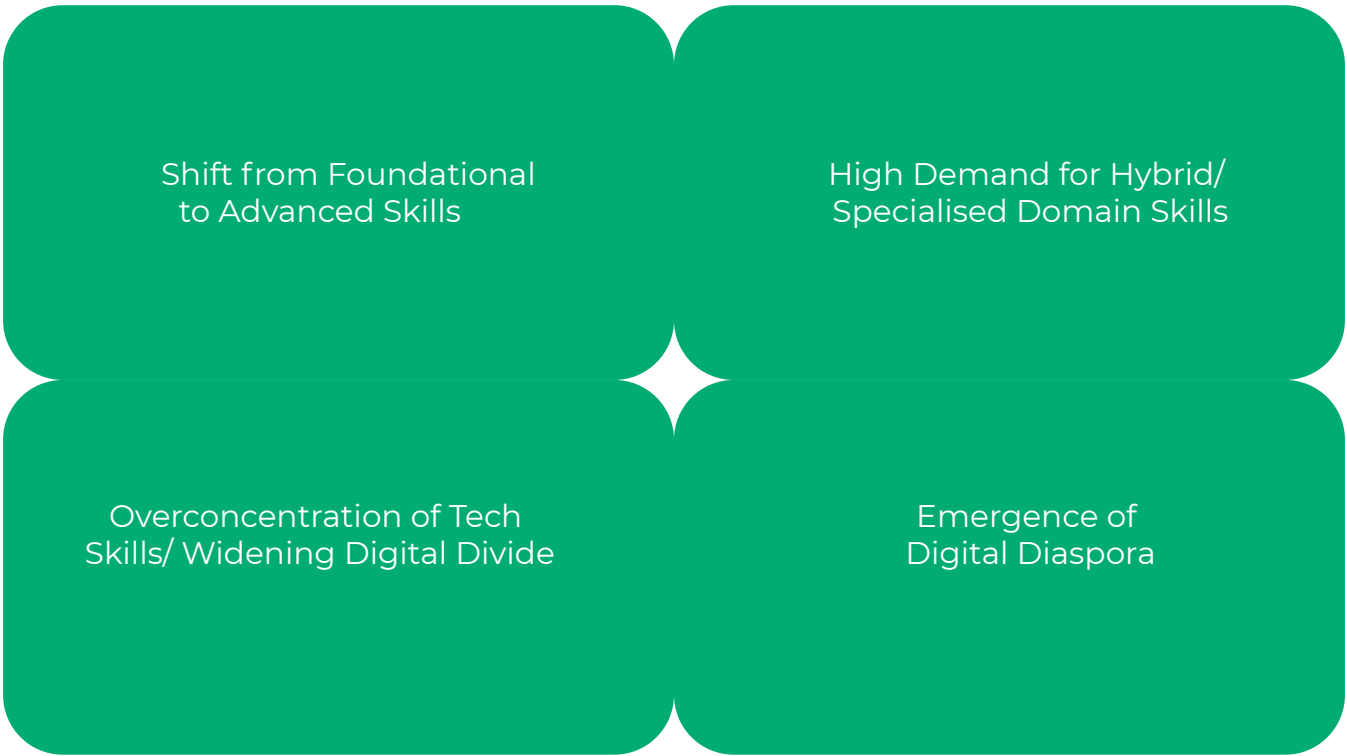 Shift from Foundational
to Advanced Skills
High Demand for Hybrid/
Specialised Domain Skills
Overconcentration of Tech
Skills/ Widening Digital Divide
Emergence of
Digital Diaspora